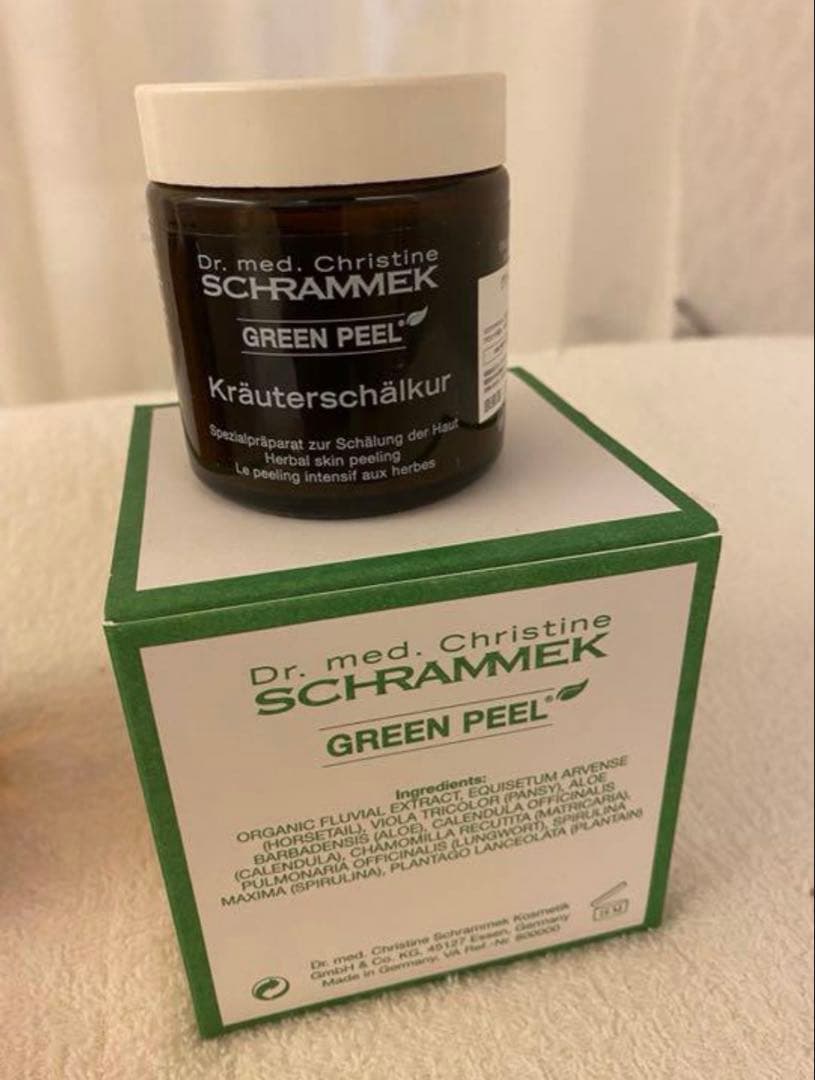 Dr. med. Christine
SCHRAMMEK
GREEN PEEL®
Kräuterschälkur
Spezialpräparat zur Schälung der Haut
Herbal skin peeling
Le peeling intensif aux herbes
Dr. med. Christine
SCHRAMMEK
GREEN PEEL®
Ingredients:
ORGANIC FLUVIAL EXTRACT, EQUISETUM ARVENSE
(HORSETAIL), VIOLA TRICOLOR (PANSY), ALOE
BARBADENSIS (ALOE), CALENDULA OFFICINALIS
(CALENDULA), CHAMOMILLA RECUTITA (MATRICARIA),
PULMONARIA OFFICINALIS (LUNGWORT), SPIRULINA
MAXIMA (SPIRULINA), PLANTAGO LANCEOLATA (PLANTAIN)
Dr. med. Christine Schrammek Kosmetik
GmbH & Co. KG, 45127 Essen, Germany
Made in Germany, VA Ref.-Nr.